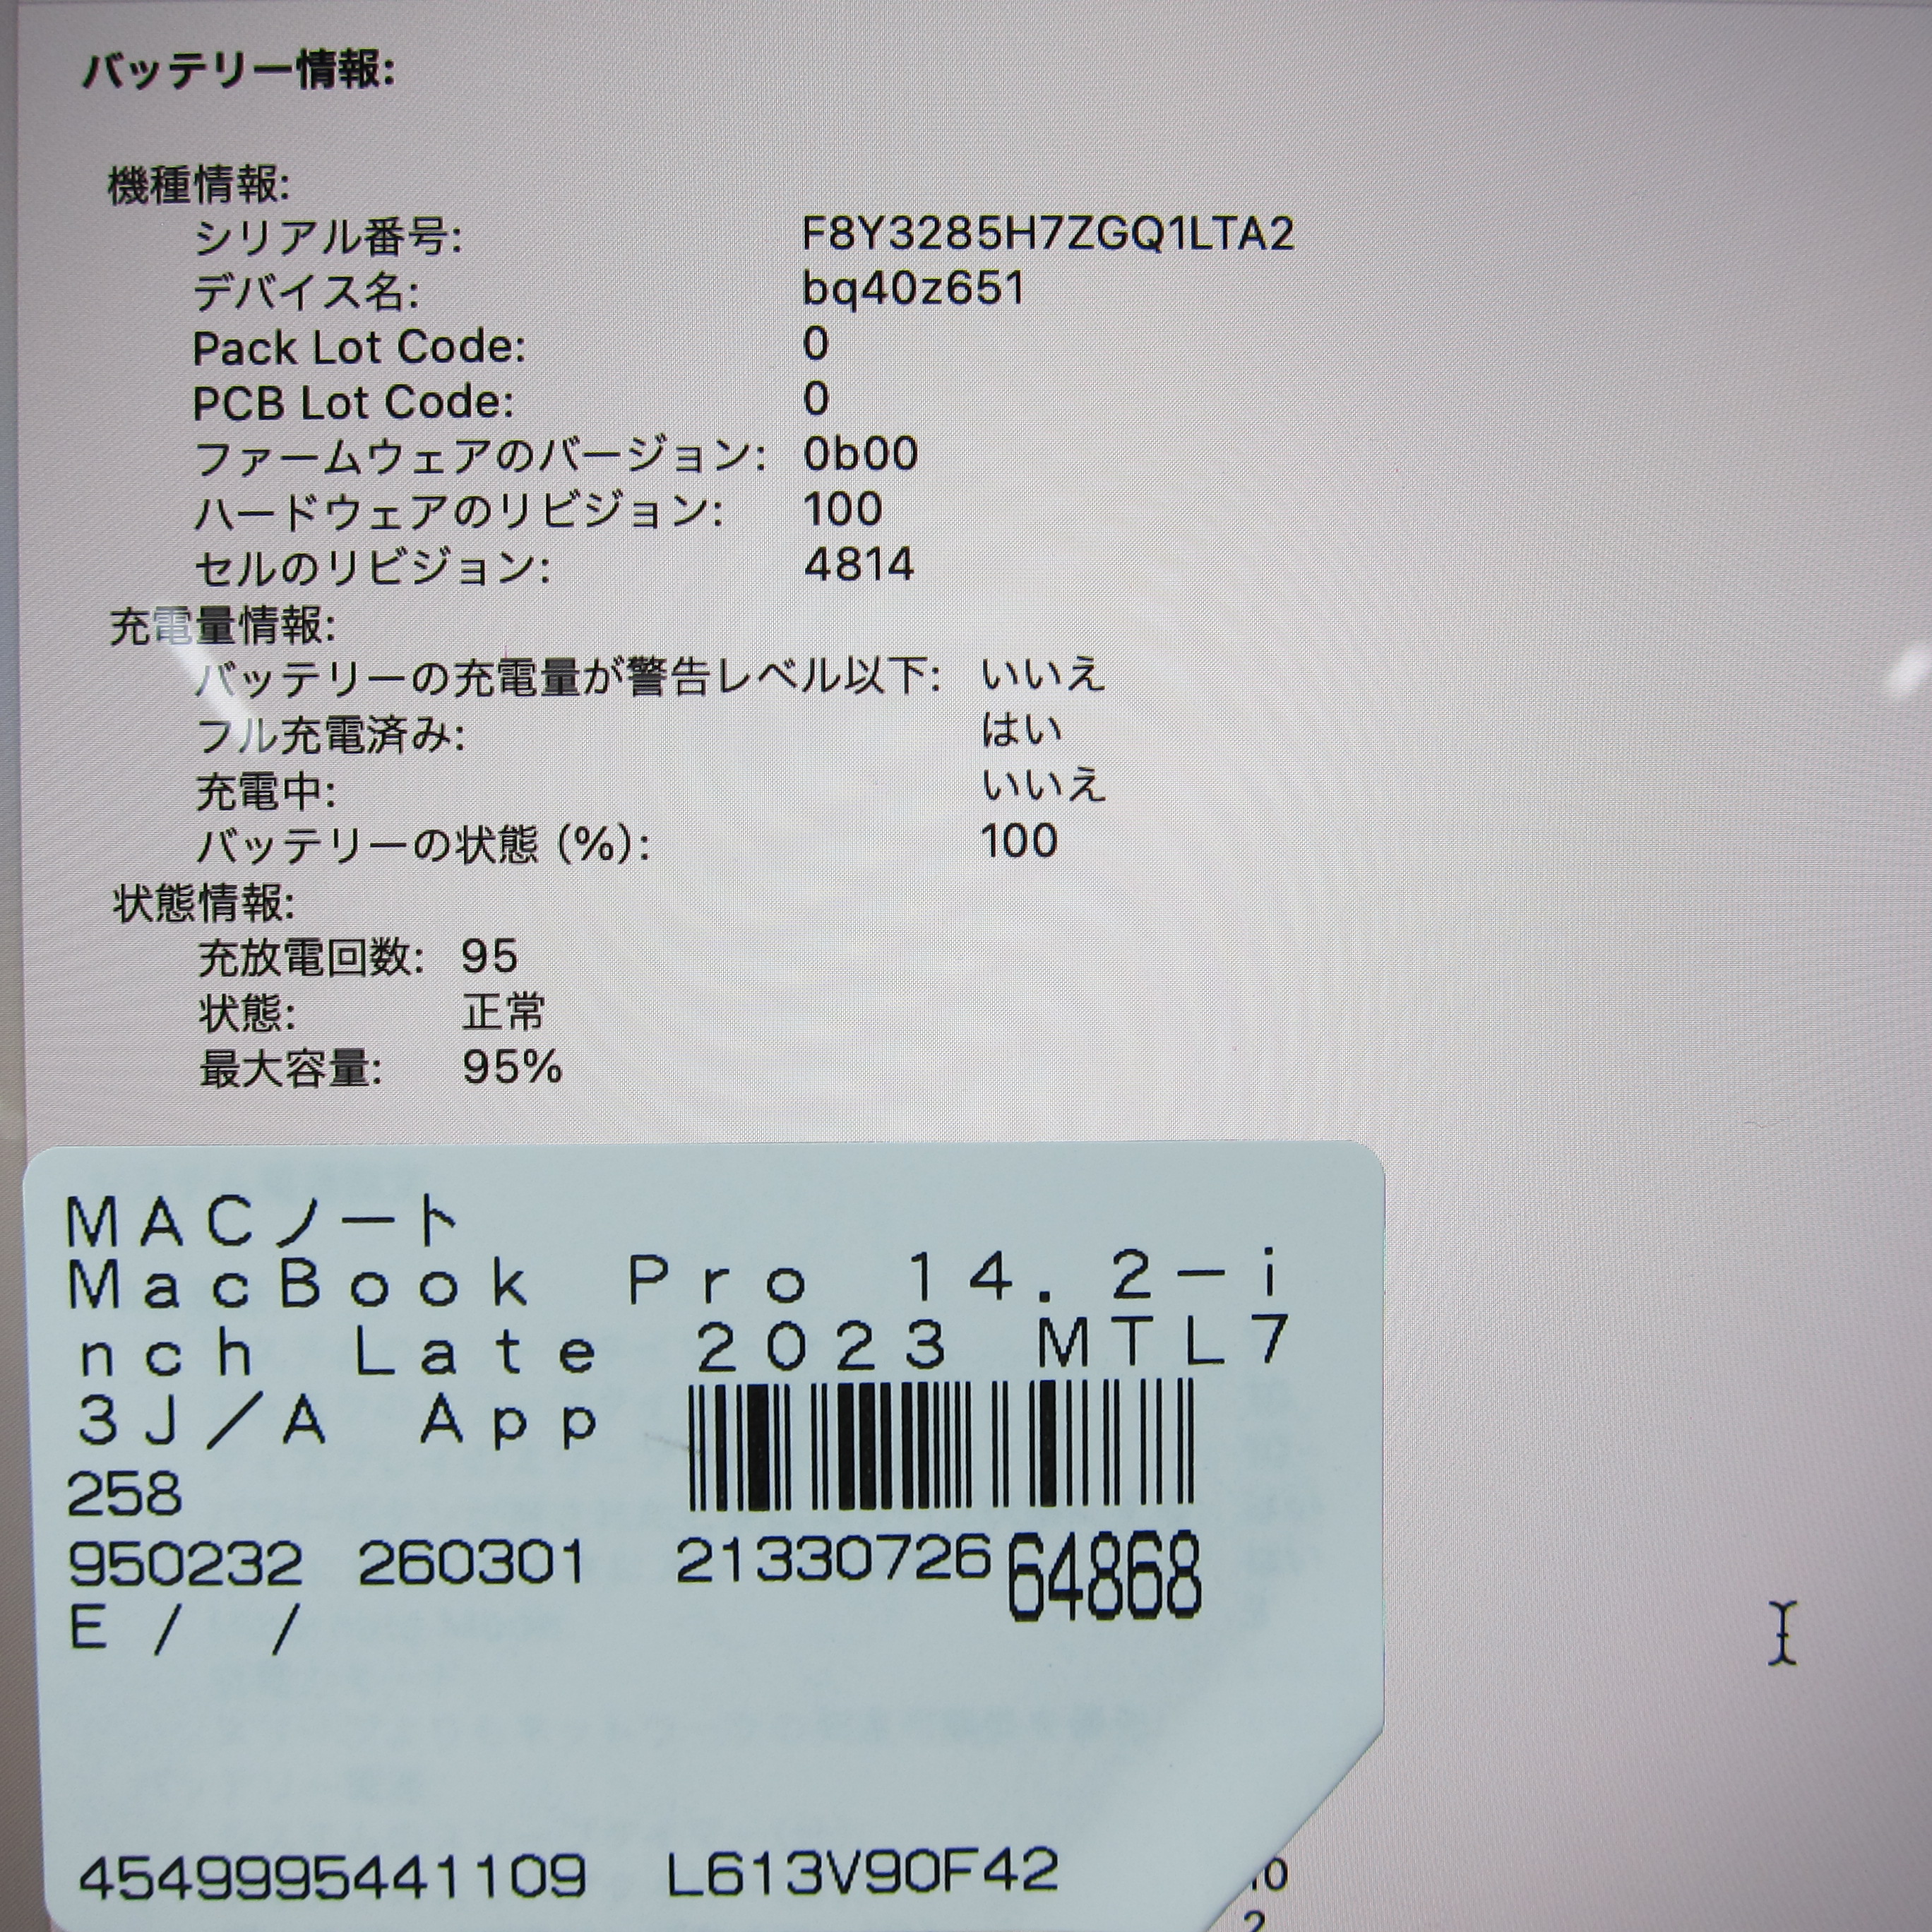 バッテリー情報:
機種情報:
シリアル番号: F8Y3285H7ZGQ1LTA2
デバイス名: bq40z651
Pack Lot Code: 0
PCB Lot Code: 0
ファームウェアのバージョン: 0b00
ハードウェアのリビジョン: 100
セルのリビジョン: 4814
充電量情報:
バッテリーの充電量が警告レベル以下: いいえ
フル充電済み: はい
充電中: いいえ
バッテリーの状態 (%): 100
状態情報:
充放電回数: 95
状態: 正常
最大容量: 95%
MACノート
MacBook Pro 14.2-i
nch Late 2023 MTL7
3J/A App
258
950232 260301 21330726 64868
E / /
4549995441109 L613V90F42
2